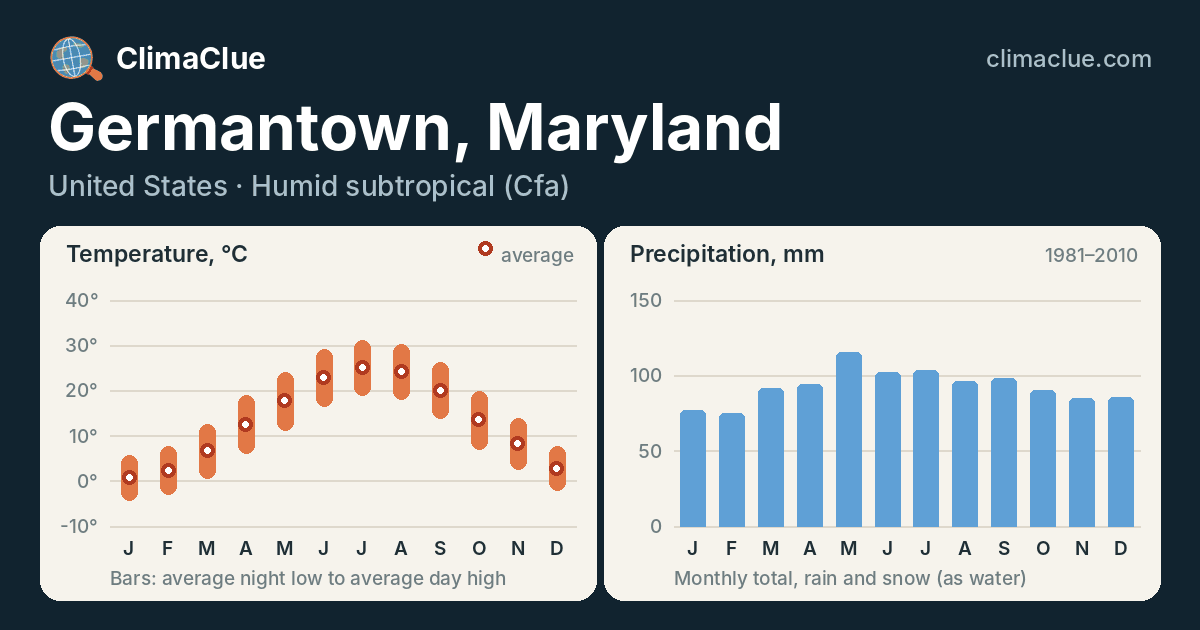 ClimaClue
climaclue.com
Germantown, Maryland
United States · Humid subtropical (Cfa)
Temperature, °C
average
40°
30°
20°
10°
0°
-10°
J F M A M J J A S O N D
Bars: average night low to average day high
Precipitation, mm
1981–2010
150
100
50
0
J F M A M J J A S O N D
Monthly total, rain and snow (as water)